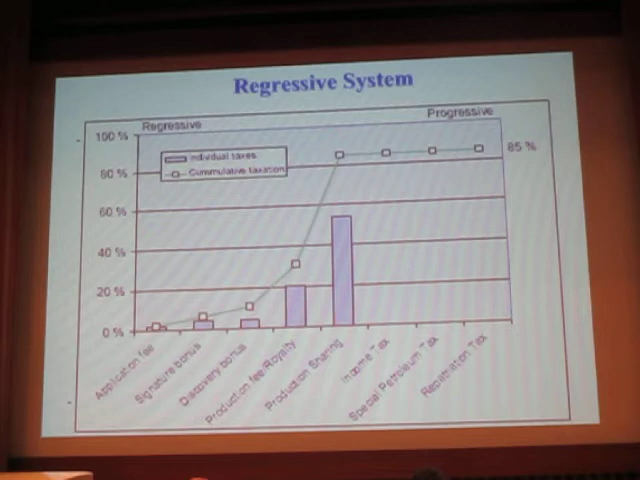 Regressive System
Regressive
Progressive
100 %
80 %
60 %
40 %
20 %
0 %
Individual taxes
Cummulative taxation
85 %
Application fee
Signature bonus
Discovery bonus
Production fee/Royalty
Production Sharing
Income Tax
Special Petroleum Tax
Repatriation Tax